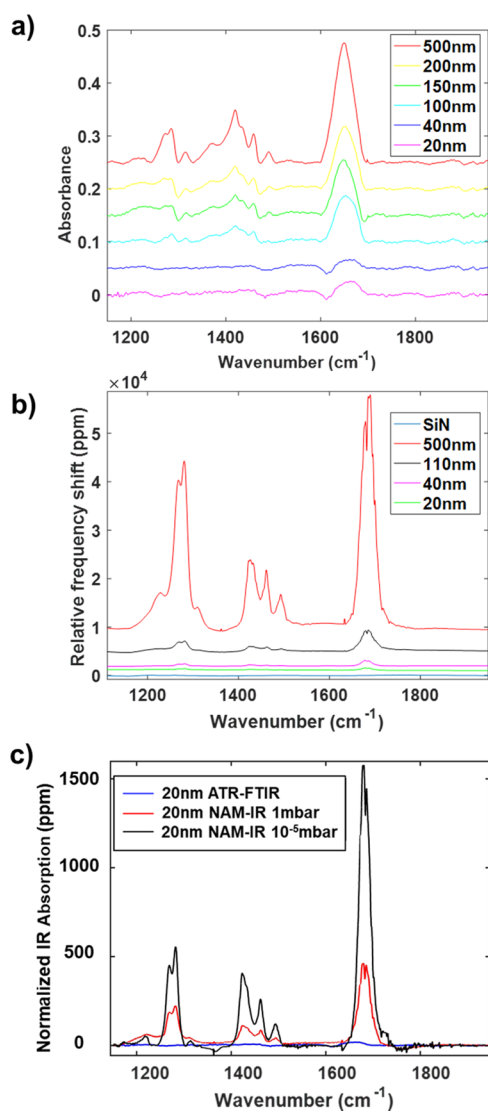 a)
0.5
0.4
0.3
0.2
0.1
0
Absorbance
500nm
200nm
150nm
100nm
40nm
20nm
1200 1400 1600 1800
Wavenumber (cm⁻¹)
b)
×10⁴
5
4
3
2
1
0
Relative frequency shift (ppm)
SiN
500nm
110nm
40nm
20nm
1200 1400 1600 1800
Wavenumber (cm⁻¹)
c)
1500
1000
500
0
Normalized IR Absorption (ppm)
20nm ATR-FTIR
20nm NAM-IR 1mbar
20nm NAM-IR 10⁻⁵mbar
1200 1400 1600 1800
Wavenumber (cm⁻¹)